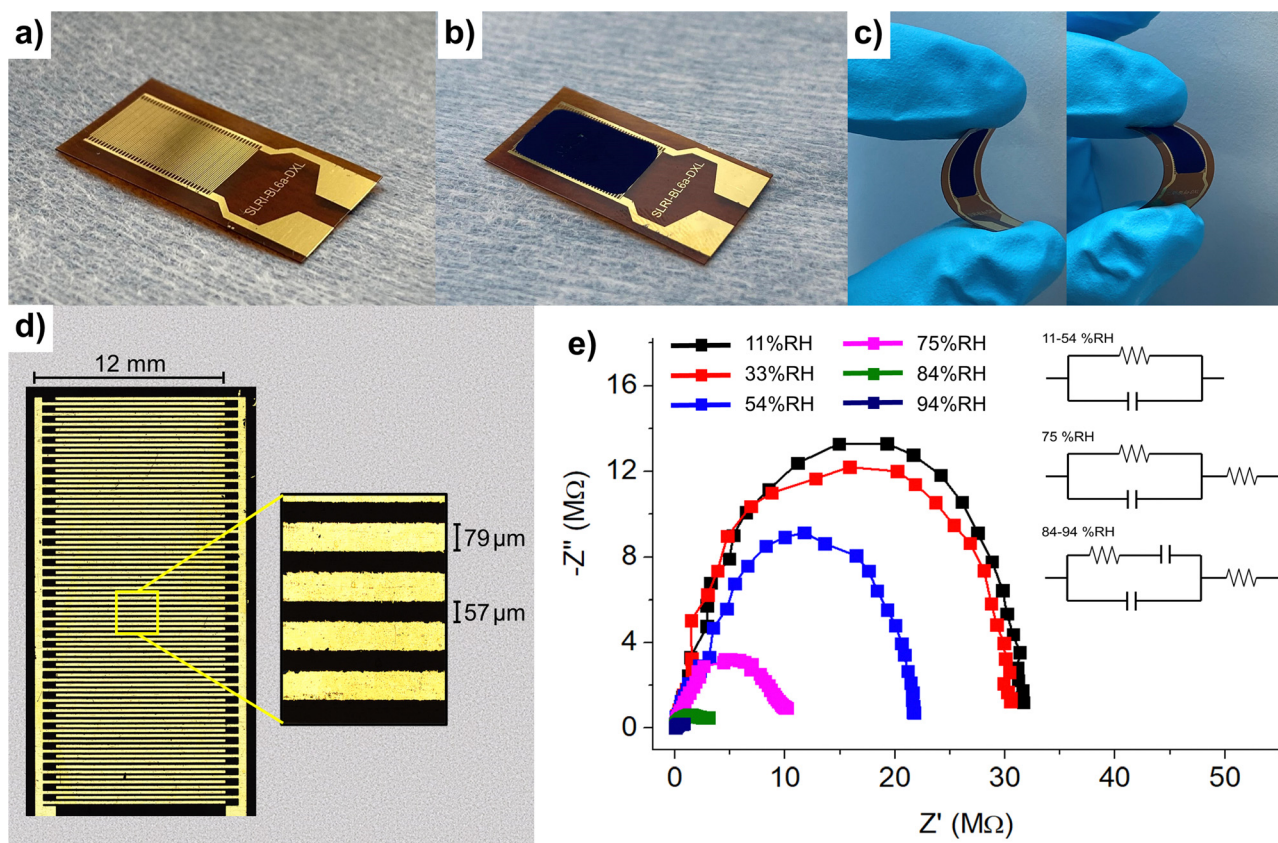 a)
SLRI-BL6a-DXL
b)
SLRI-BL6a-DXL
c)
d)
12 mm
79 µm
57 µm
e)
11%RH
33%RH
54%RH
75%RH
84%RH
94%RH
11-54 %RH
75 %RH
84-94 %RH
16
12
8
4
0
-Z" (MΩ)
0
10
20
30
40
50
Z' (MΩ)